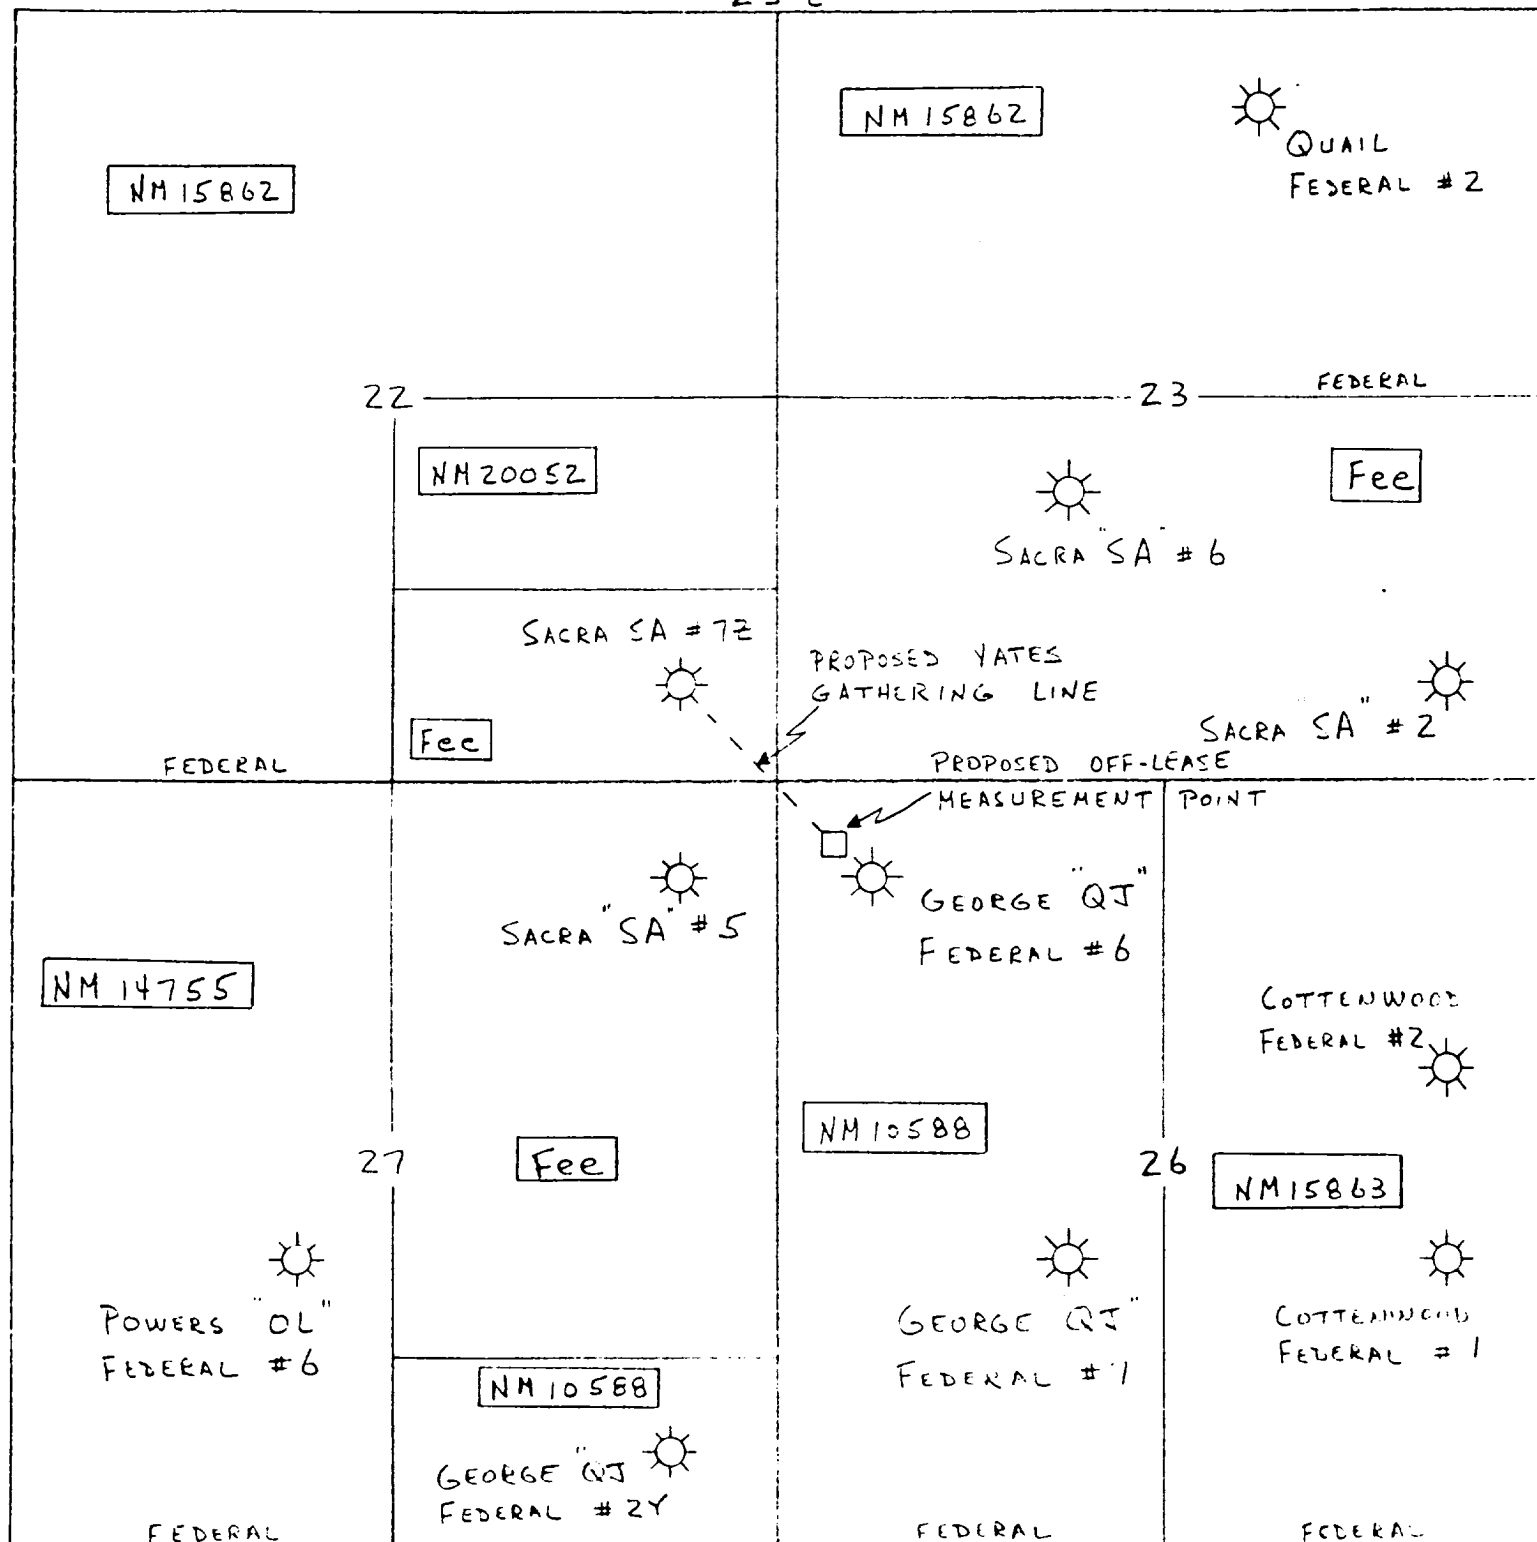 NM 15862
QUAIL
FEDERAL #2
NM 15862
22
23
FEDERAL
NM 20052
Fee
SACRA "SA" #6
SACRA SA #7Z
PROPOSED YATES
GATHERING LINE
SACRA "SA" #2
Fee
FEDERAL
PROPOSED OFF-LEASE
MEASUREMENT POINT
SACRA "SA" #5
GEORGE "QJ"
FEDERAL #6
NM 14755
COTTENWOOD
FEDERAL #2
NM 10588
27
Fee
26
NM 15863
POWERS "OL"
FEDERAL #6
GEORGE QJ"
FEDERAL
COTTENWOOD
FEDERAL #1
NM 10588
GEORGE "QJ
FEDERAL #2Y
FEDERAL
FEDERAL
FEDERAL